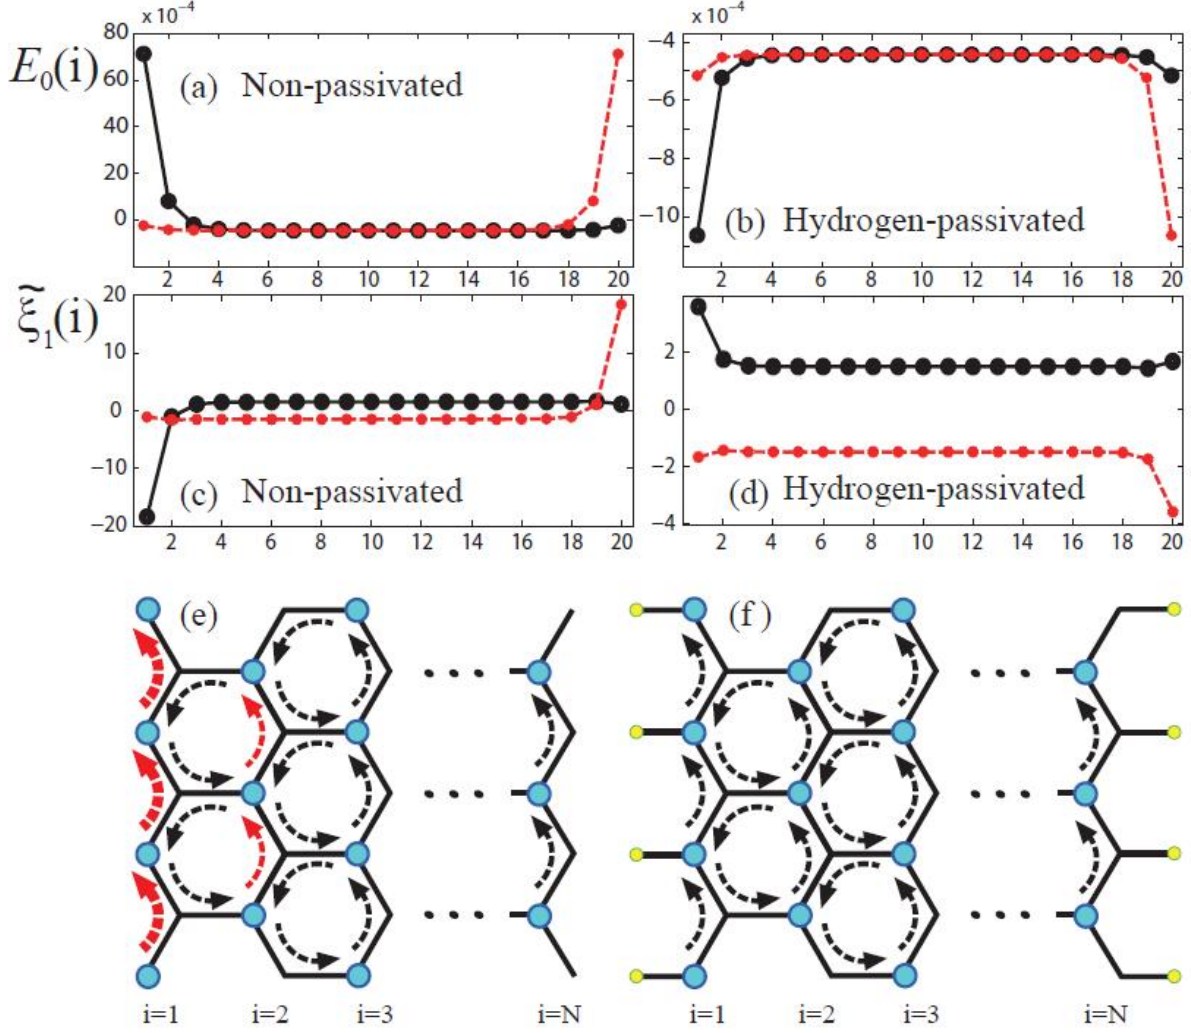 x 10⁻⁴
x 10⁻⁴
E₀(i)
80
60
40
20
0
(a) Non-passivated
2 4 6 8 10 12 14 16 18 20
−4
−6
−8
−10
(b) Hydrogen-passivated
2 4 6 8 10 12 14 16 18 20
ξ̃₁(i)
20
10
0
−10
−20
(c) Non-passivated
2 4 6 8 10 12 14 16 18 20
2
0
−2
−4
(d) Hydrogen-passivated
2 4 6 8 10 12 14 16 18 20
(e)
i=1 i=2 i=3 i=N
(f )
i=1 i=2 i=3 i=N